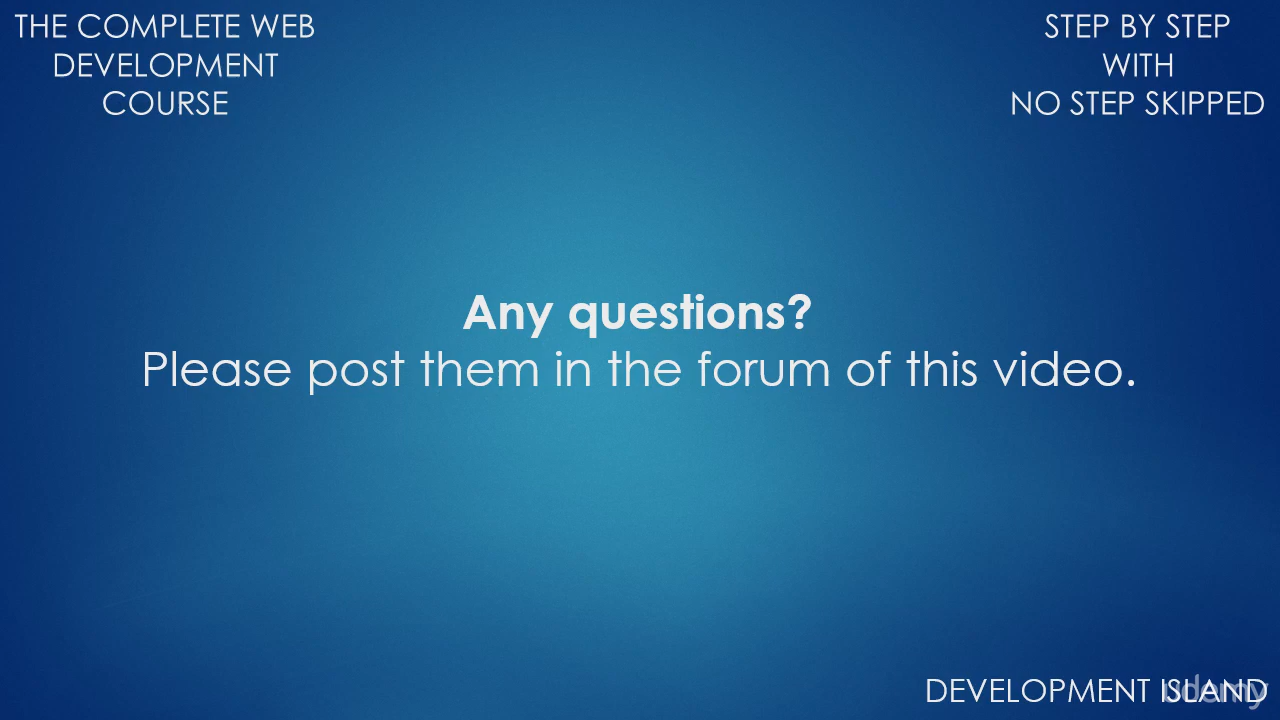 THE COMPLETE WEB
DEVELOPMENT
COURSE
STEP BY STEP
WITH
NO STEP SKIPPED
Any questions?
Please post them in the forum of this video.
DEVELOPMENT ISLAND
udemy